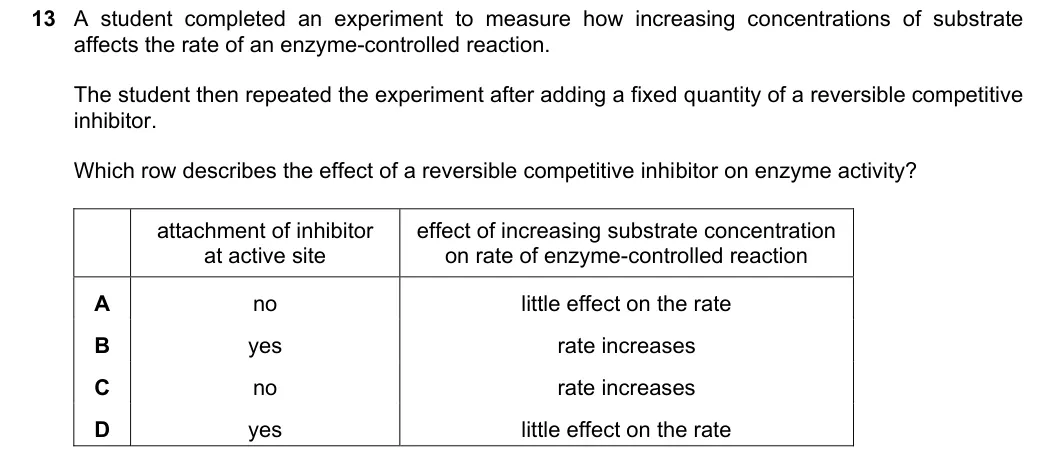 13 A student completed an experiment to measure how increasing concentrations of substrate
affects the rate of an enzyme-controlled reaction.
The student then repeated the experiment after adding a fixed quantity of a reversible competitive
inhibitor.
Which row describes the effect of a reversible competitive inhibitor on enzyme activity?
attachment of inhibitor
at active site
effect of increasing substrate concentration
on rate of enzyme-controlled reaction
A no little effect on the rate
B yes rate increases
C no rate increases
D yes little effect on the rate